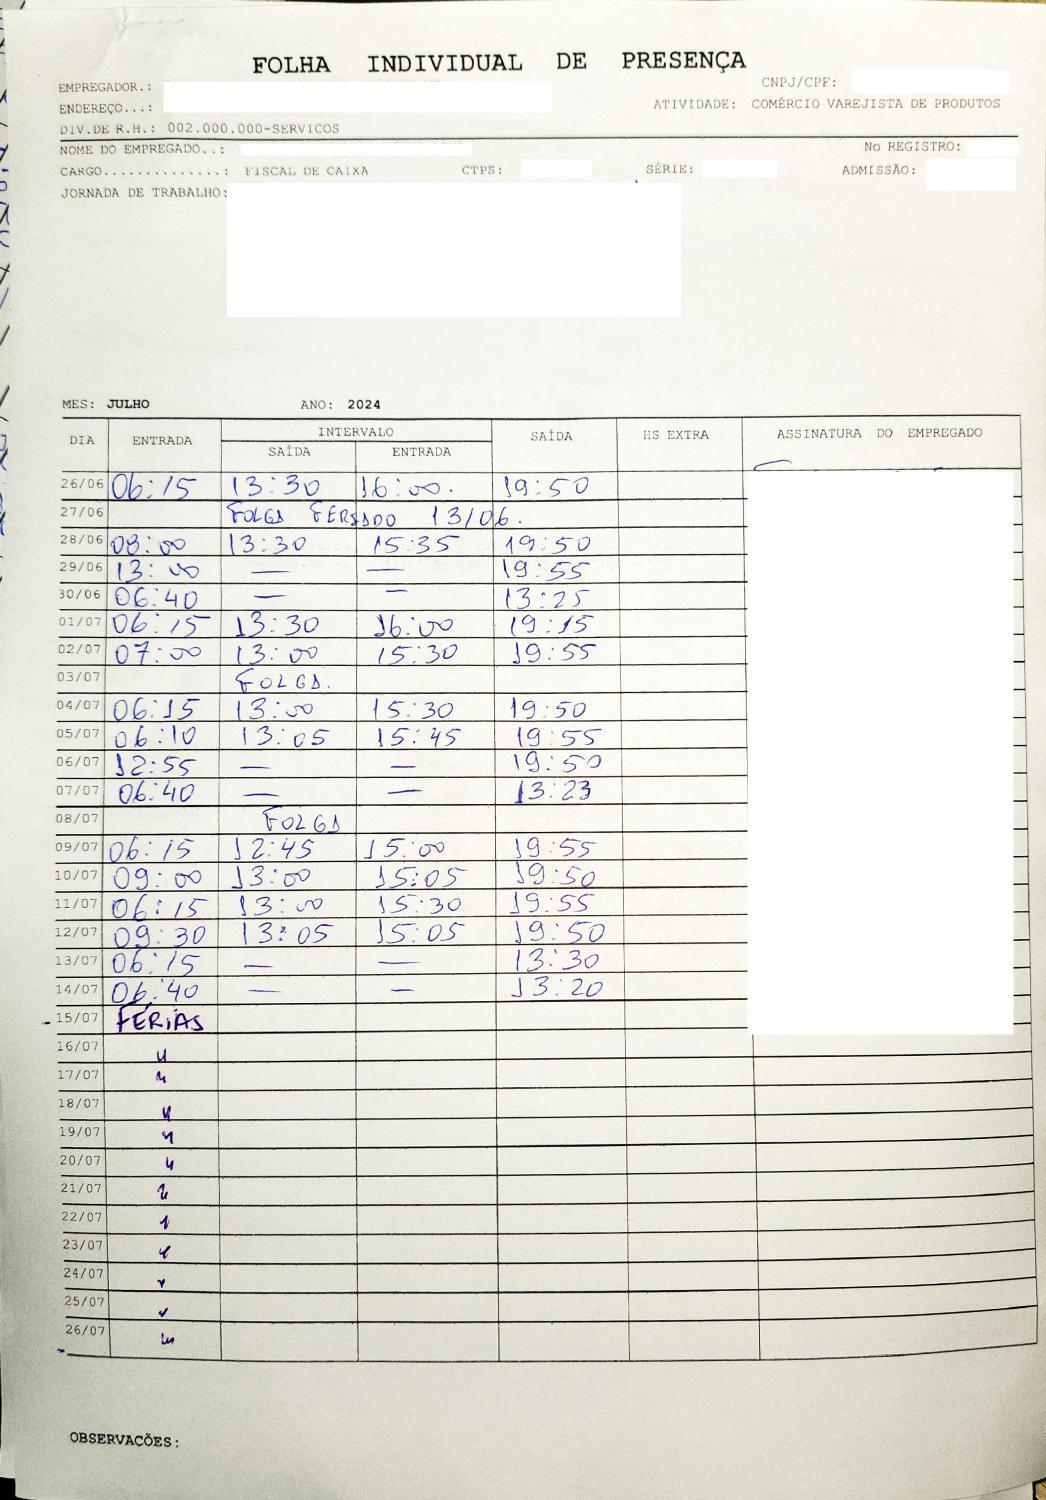 FOLHA INDIVIDUAL DE PRESENÇA
EMPREGADOR.: CNPJ/CPF:
ENDEREÇO...: ATIVIDADE: COMÉRCIO VAREJISTA DE PRODUTOS
DIV.DE R.H.: 002.000.000-SERVICOS
NOME DO EMPREGADO..: No REGISTRO:
CARGO.............: FISCAL DE CAIXA CTPS: SÉRIE: ADMISSÃO:
JORNADA DE TRABALHO:
MES: JULHO ANO: 2024
DIA ENTRADA INTERVALO SAÍDA HS EXTRA ASSINATURA DO EMPREGADO
SAÍDA ENTRADA
26/06 06:15 13:30 16:00. 19:50
27/06 FOLGA FERIADO 13/06.
28/06 08:00 13:30 15:35 19:50
29/06 13:00 — — 19:55
30/06 06:40 — — 13:25
01/07 06:15 13:30 16:00 19:15
02/07 07:00 13:00 15:30 19:55
03/07 FOLGA.
04/07 06:15 13:00 15:30 19:50
05/07 06:10 13:05 15:45 19:55
06/07 12:55 — — 19:50
07/07 06:40 — — 13:23
08/07 FOLGA
09/07 06:15 12:45 15:00 19:55
10/07 09:00 13:00 15:05 19:50
11/07 06:15 13:00 15:30 19:55
12/07 09:30 13:05 15:05 19:50
13/07 06:15 — — 13:30
14/07 06:40 — — 13:20
15/07 FÉRIAS
16/07 "
17/07 "
18/07 "
19/07 "
20/07 "
21/07 "
22/07 "
23/07 "
24/07 "
25/07 "
26/07 "
OBSERVAÇÕES: